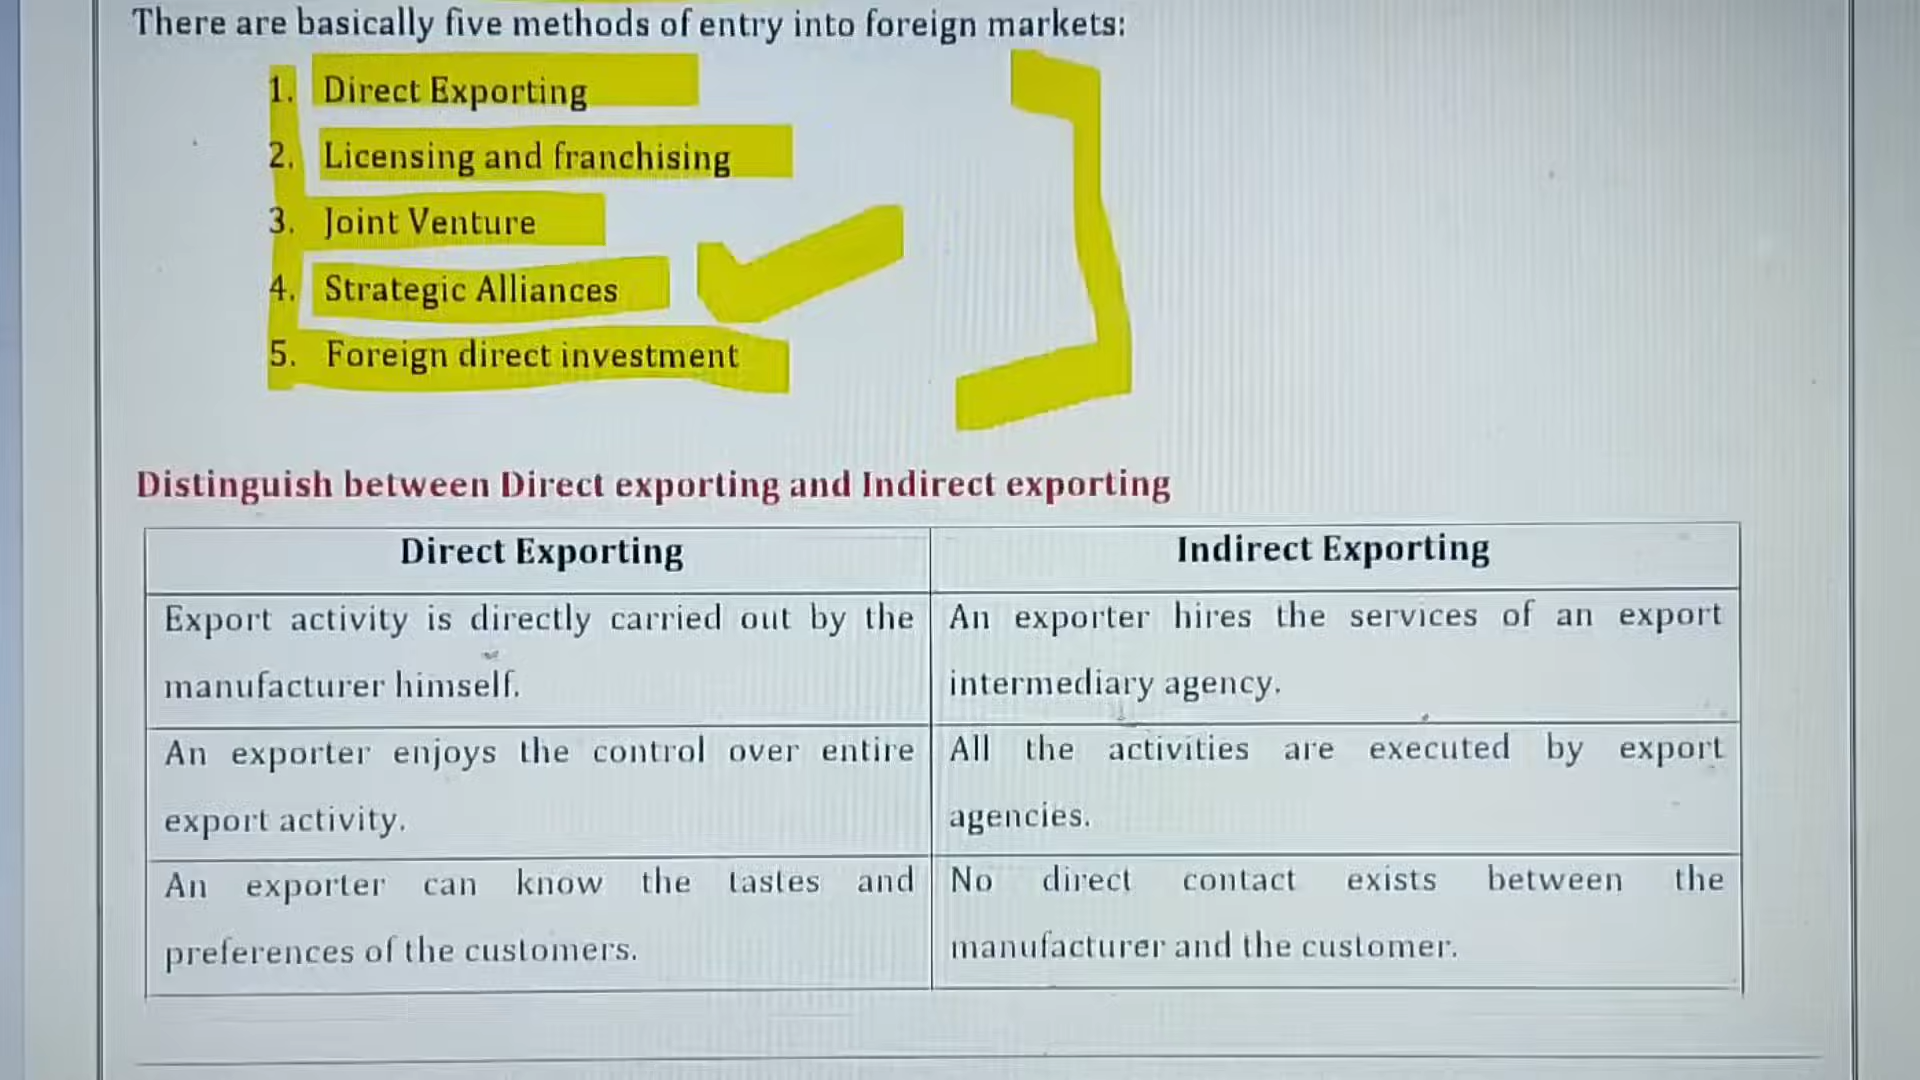 There are basically five methods of entry into foreign markets:
1. Direct Exporting
2. Licensing and franchising
3. Joint Venture
4. Strategic Alliances
5. Foreign direct investment
Distinguish between Direct exporting and Indirect exporting
Direct Exporting
Indirect Exporting
Export activity is directly carried out by the
manufacturer himself.
An exporter hires the services of an export
intermediary agency.
An exporter enjoys the control over entire
export activity.
All the activities are executed by export
agencies.
An exporter can know the tastes and
preferences of the customers.
No direct contact exists between the
manufacturer and the customer.